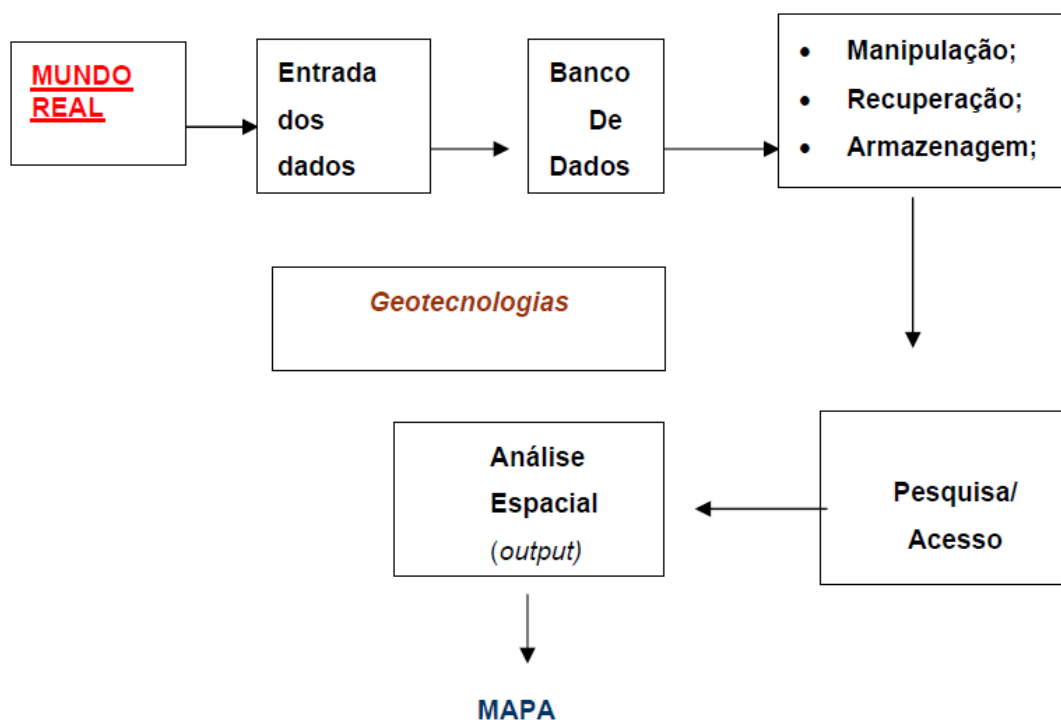 MUNDO
REAL
Entrada
dos
dados
Banco
De
Dados
• Manipulação;
• Recuperação;
• Armazenagem;
Geotecnologias
Análise
Espacial
(output)
Pesquisa/
Acesso
MAPA